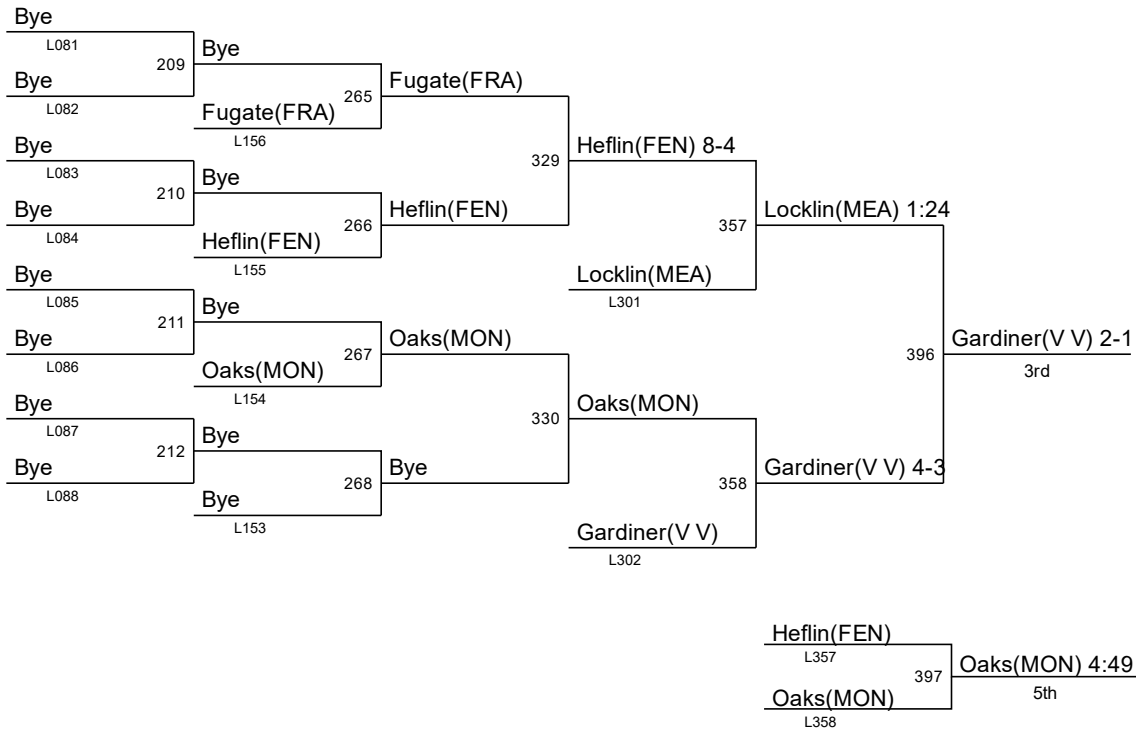 Bye
L081
209
Bye
Bye
L082
265
Fugate(FRA)
Fugate(FRA)
L156
Bye
L083
210
Bye
329
Heflin(FEN) 8-4
Bye
L084
266
Heflin(FEN)
Heflin(FEN)
L155
357
Locklin(MEA) 1:24
Bye
L085
211
Bye
Locklin(MEA)
L301
Bye
L086
267
Oaks(MON)
Oaks(MON)
L154
396
Gardiner(V V) 2-1
3rd
Bye
L087
212
Bye
330
Oaks(MON)
Bye
L088
268
Bye
Bye
L153
358
Gardiner(V V) 4-3
Gardiner(V V)
L302
Heflin(FEN)
L357
397
Oaks(MON) 4:49
5th
Oaks(MON)
L358